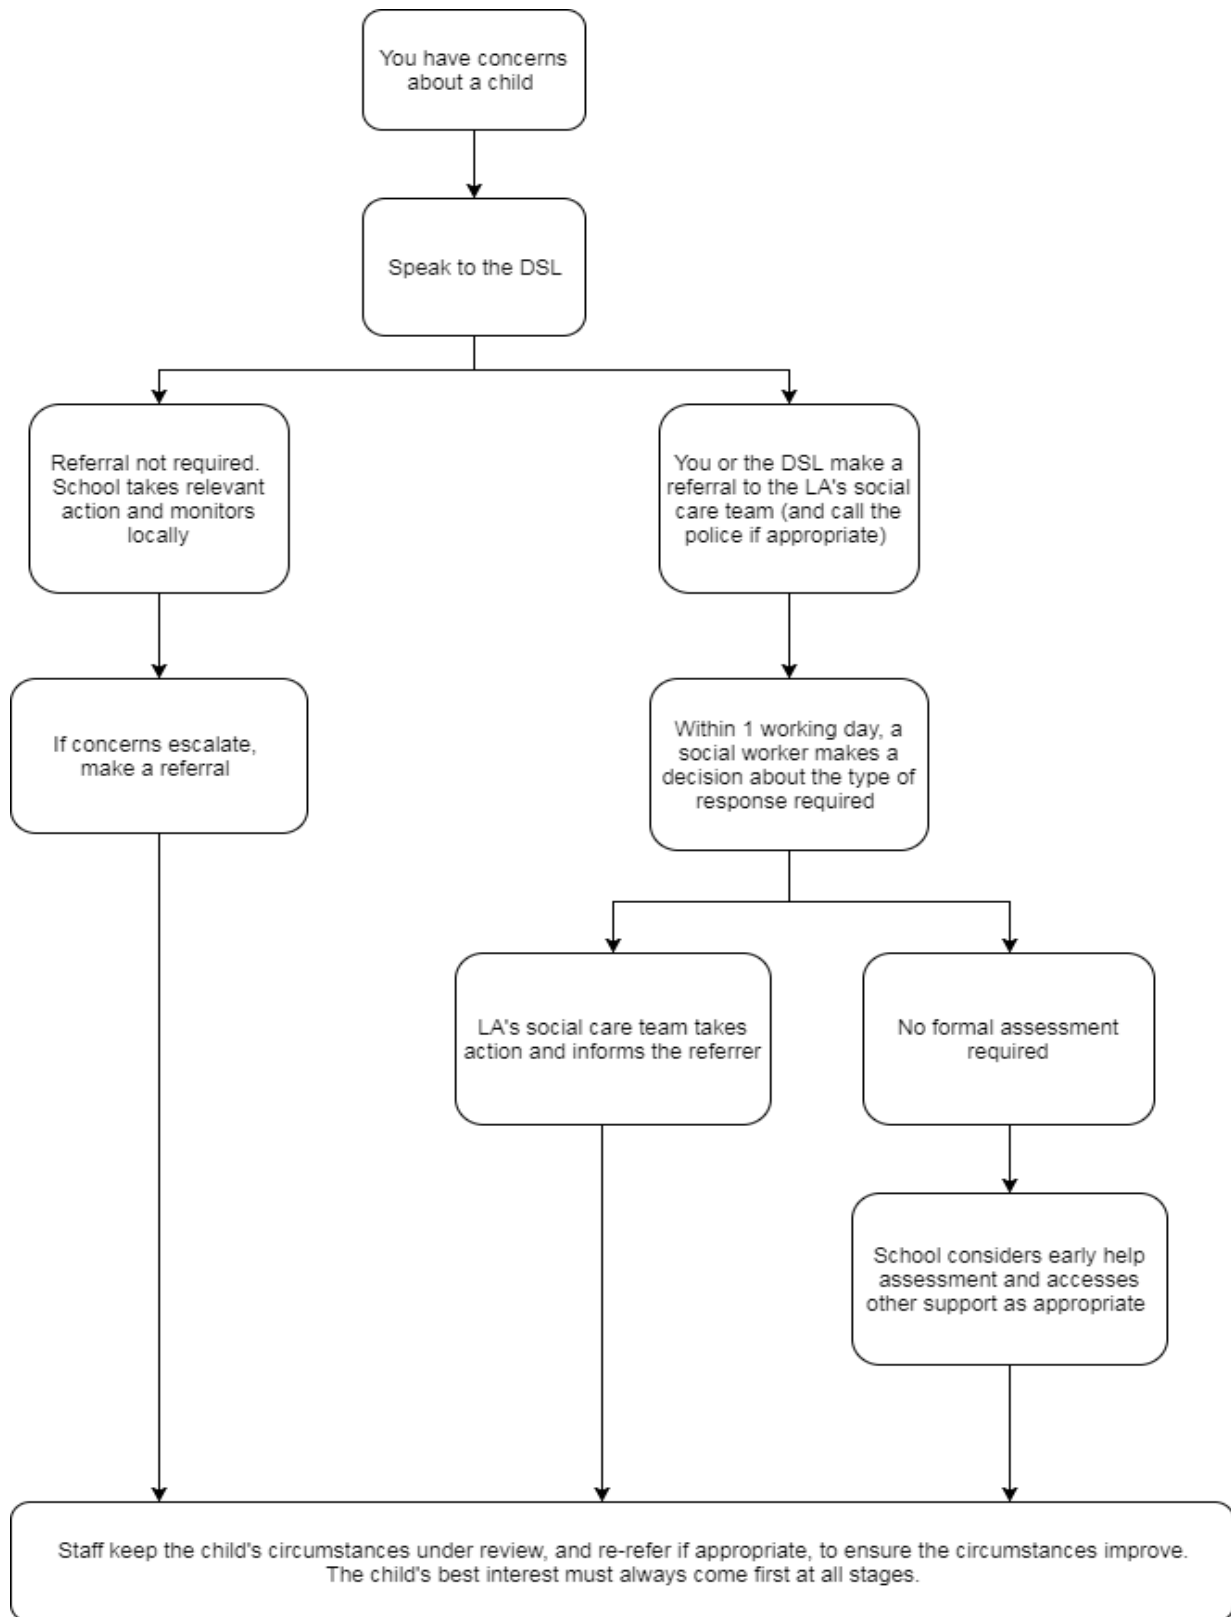 You have concerns
about a child
Speak to the DSL
Referral not required.
School takes relevant
action and monitors
locally
You or the DSL make a
referral to the LA's social
care team (and call the
police if appropriate)
If concerns escalate,
make a referral
Within 1 working day, a
social worker makes a
decision about the type of
response required
LA's social care team takes
action and informs the referrer
No formal assessment
required
School considers early help
assessment and accesses
other support as appropriate
Staff keep the child's circumstances under review, and re-refer if appropriate, to ensure the circumstances improve.
The child's best interest must always come first at all stages.